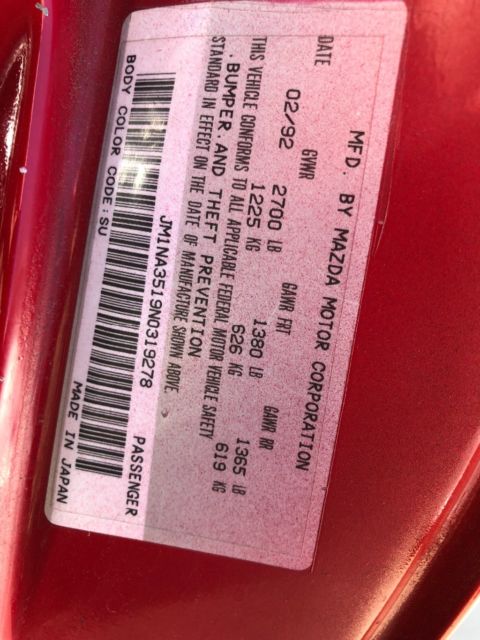 MFD. BY MAZDA MOTOR CORPORATION
DATE GVWR GAWR FRT GAWR RR
02/92 2700 LB 1380 LB 1365 LB
1225 KG 626 KG 619 KG
THIS VEHICLE CONFORMS TO ALL APPLICABLE FEDERAL MOTOR VEHICLE SAFETY
, BUMPER, AND THEFT PREVENTION
STANDARD IN EFFECT ON THE DATE OF MANUFACTURE SHOWN ABOVE.
JM1NA3519N0319278 PASSENGER
BODY COLOR CODE:SU MADE IN JAPAN